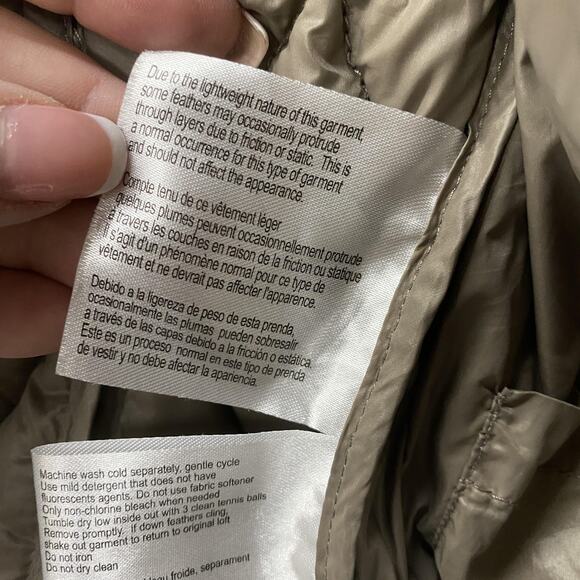 Due to the lightweight nature of this garment,
some feathers may occasionally protrude
through layers due to friction or static. This is
a normal occurrence for this type of garment
and should not affect the appearance.
Compte tenu de ce vêtement léger
quelques plumes peuvent occasionnellement protrude
à travers les couches en raison de la friction ou statique
Il s'agit d'un phénomène normal pour ce type de
vêtement et ne devrait pas affecter l'apparence.
Debido a la ligereza de peso de esta prenda,
ocasionalmente las plumas pueden sobresalir
a través de las capas debido a la fricción o estática.
Este es un proceso normal en este tipo de prenda
de vestir y no debe afectar la apariencia.
Machine wash cold separately, gentle cycle
Use mild detergent that does not have
fluorescents agents. Do not use fabric softener
Only non-chlorine bleach when needed
Tumble dry low inside out with 3 clean tennis balls
Remove promptly. if down feathers cling,
shake out garment to return to original loft
Do not iron
Do not dry clean
froide, separament